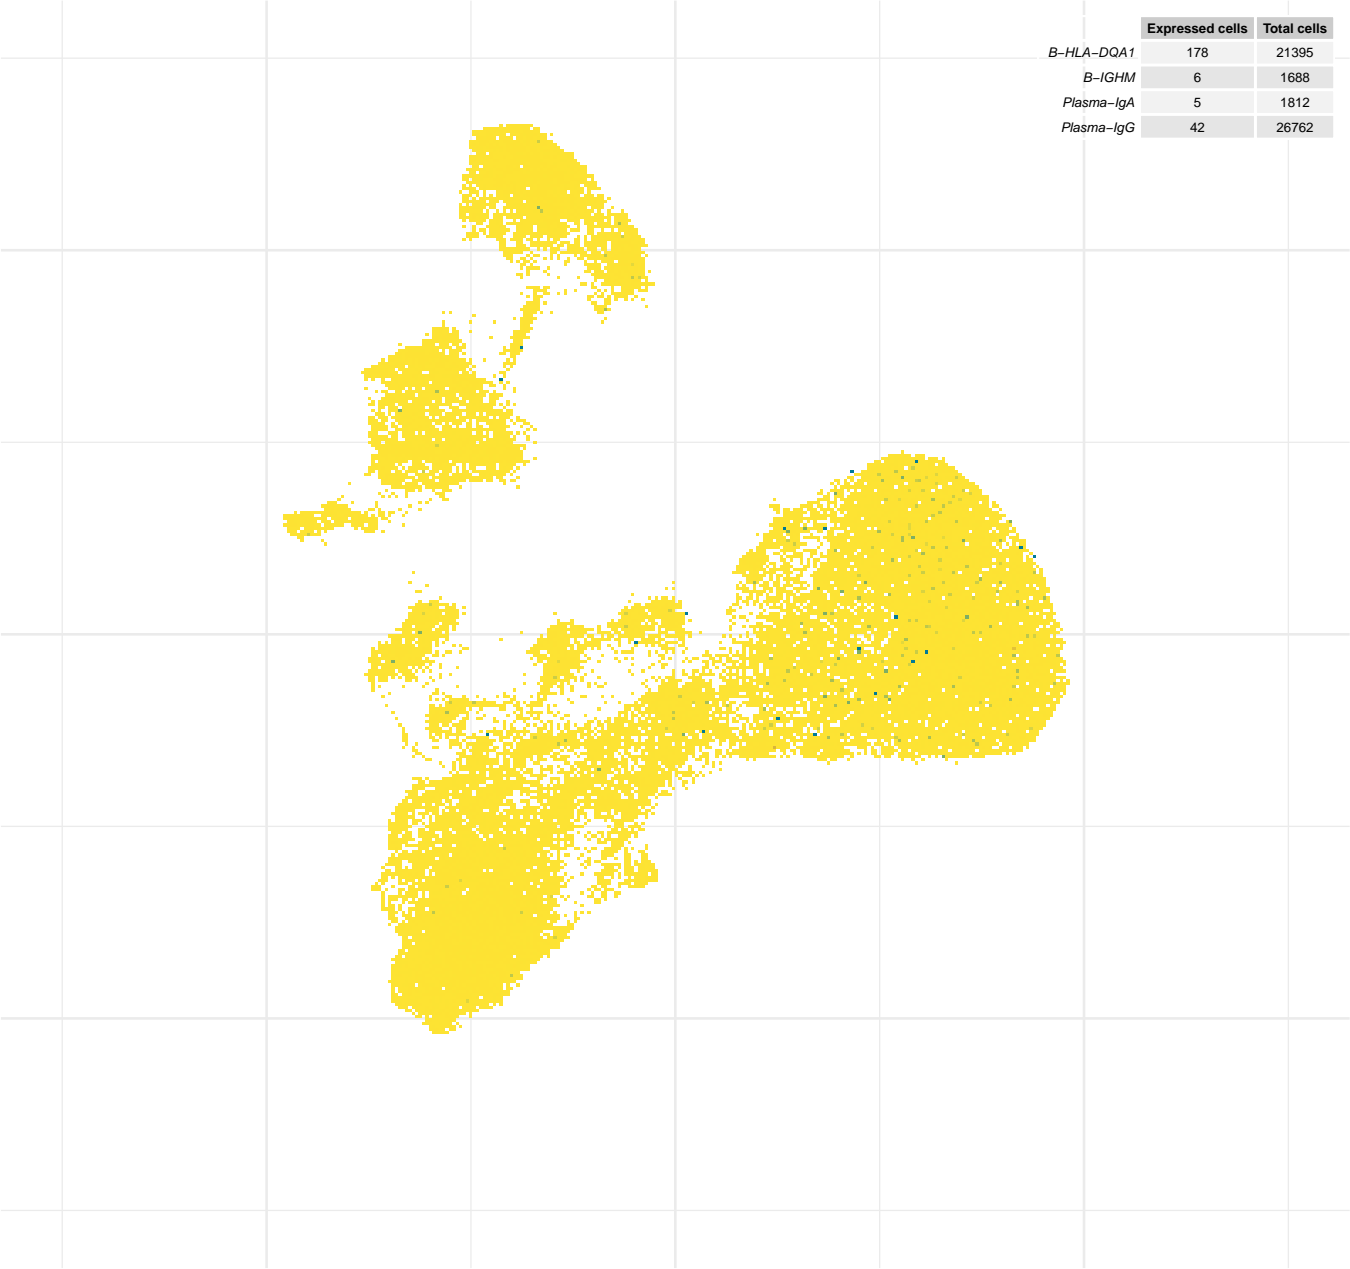 Expressed cells Total cells
B−HLA−DQA1 178 21395
B−IGHM 6 1688
Plasma−IgA 5 1812
Plasma−IgG 42 26762